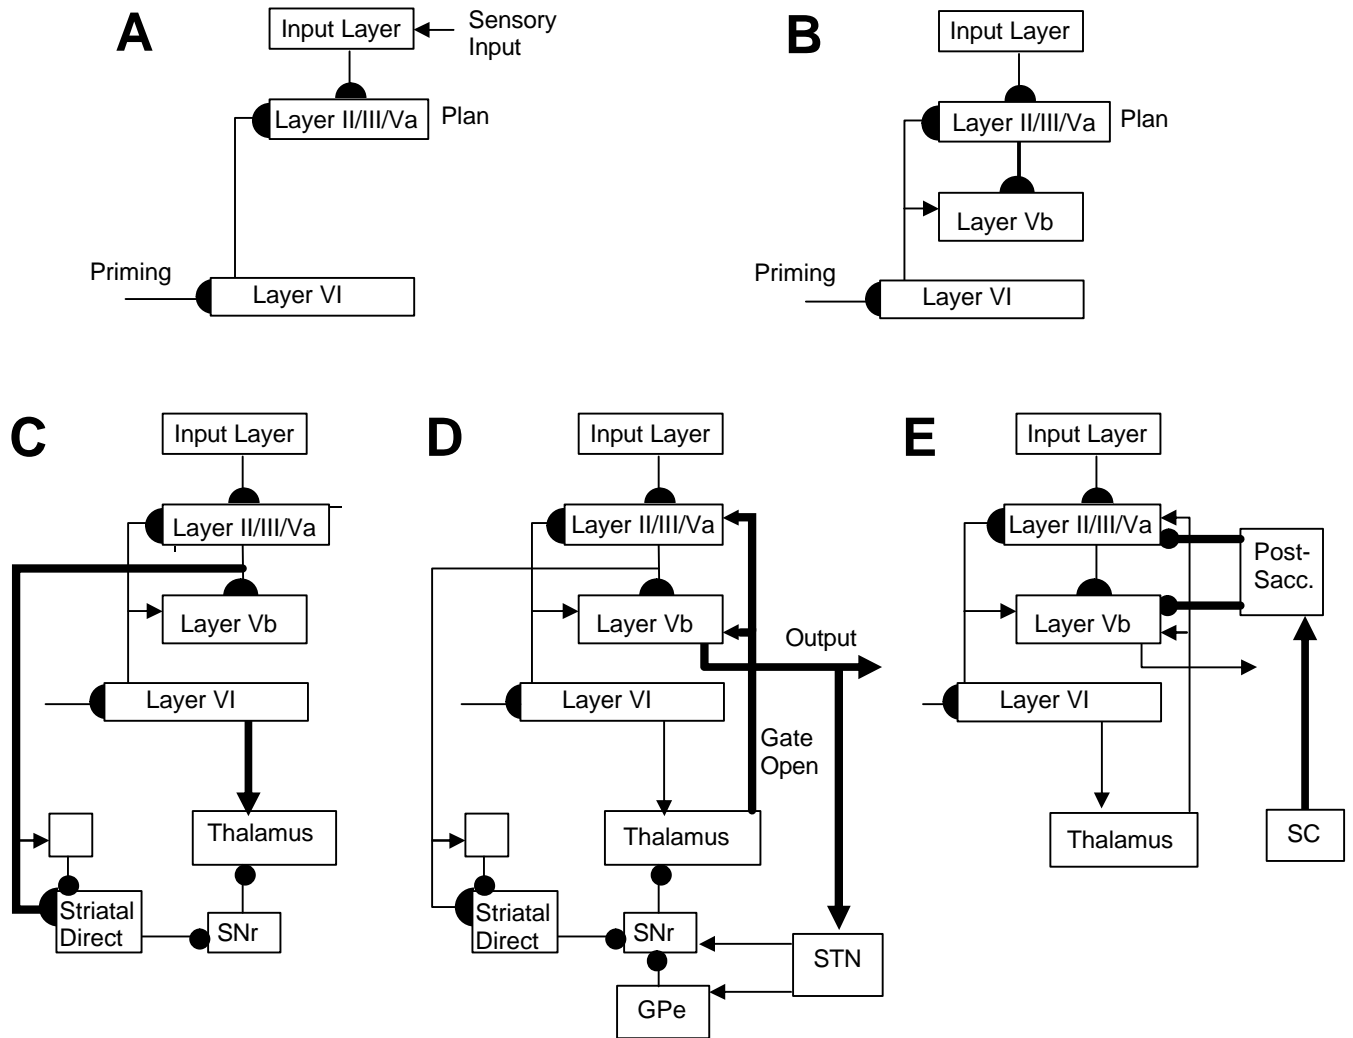 A
Input Layer
Sensory
Input
Layer II/III/Va
Plan
Priming
Layer VI
B
Input Layer
Layer II/III/Va
Plan
Layer Vb
Priming
Layer VI
C
Input Layer
Layer II/III/Va
Layer Vb
Layer VI
Thalamus
Striatal
Direct
SNr
D
Input Layer
Layer II/III/Va
Layer Vb
Output
Layer VI
Gate
Open
Thalamus
Striatal
Direct
SNr
STN
GPe
E
Input Layer
Layer II/III/Va
Post-
Sacc.
Layer Vb
Layer VI
Thalamus
SC